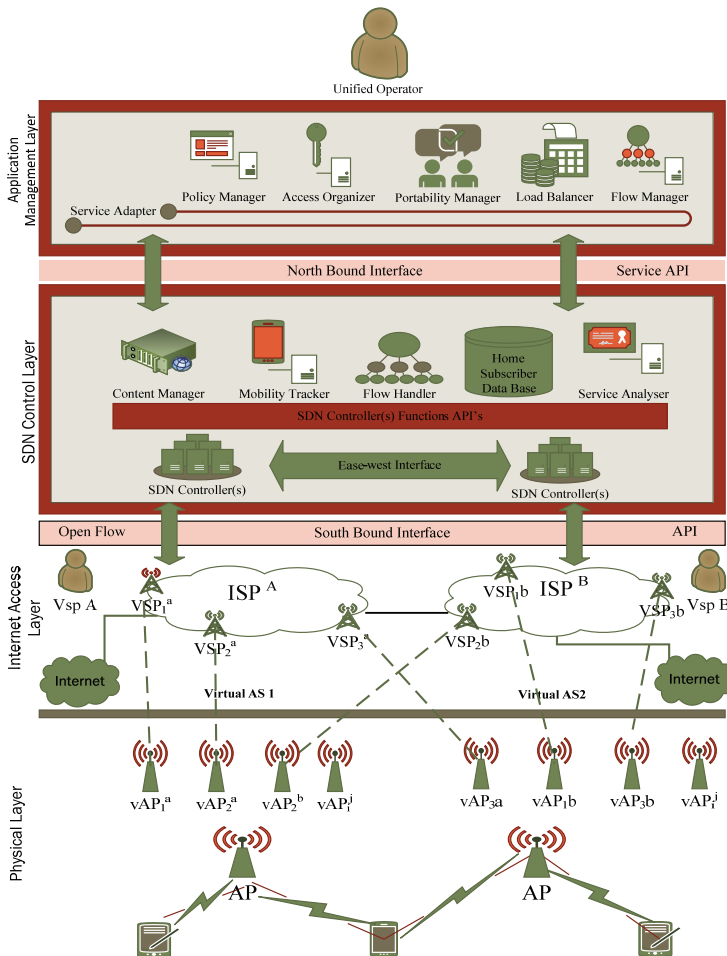 Unified Operator
Application
Management Layer
Policy Manager
Access Organizer
Portability Manager
Load Balancer
Flow Manager
Service Adapter
North Bound Interface
Service API
SDN Control Layer
Content Manager
Mobility Tracker
Flow Handler
Home
Subscriber
Data Base
Service Analyser
SDN Controller(s) Functions API's
Ease-west Interface
SDN Controller(s)
SDN Controller(s)
Open Flow
South Bound Interface
API
Internet Access
Layer
Vsp A
VSP₁ᵃ
ISP ᴬ
VSP₂ᵃ
VSP₃ᵃ
VSP₁b
ISP ᴮ
VSP₂b
VSP₃b
Vsp B
Internet
Virtual AS 1
Virtual AS2
Internet
Physical Layer
vAP₁ᵃ
vAP₂ᵃ
vAP₂ᵇ
vAPᵢʲ
vAP₃a
vAP₁b
vAP₃b
vAPᵢʲ
AP
AP